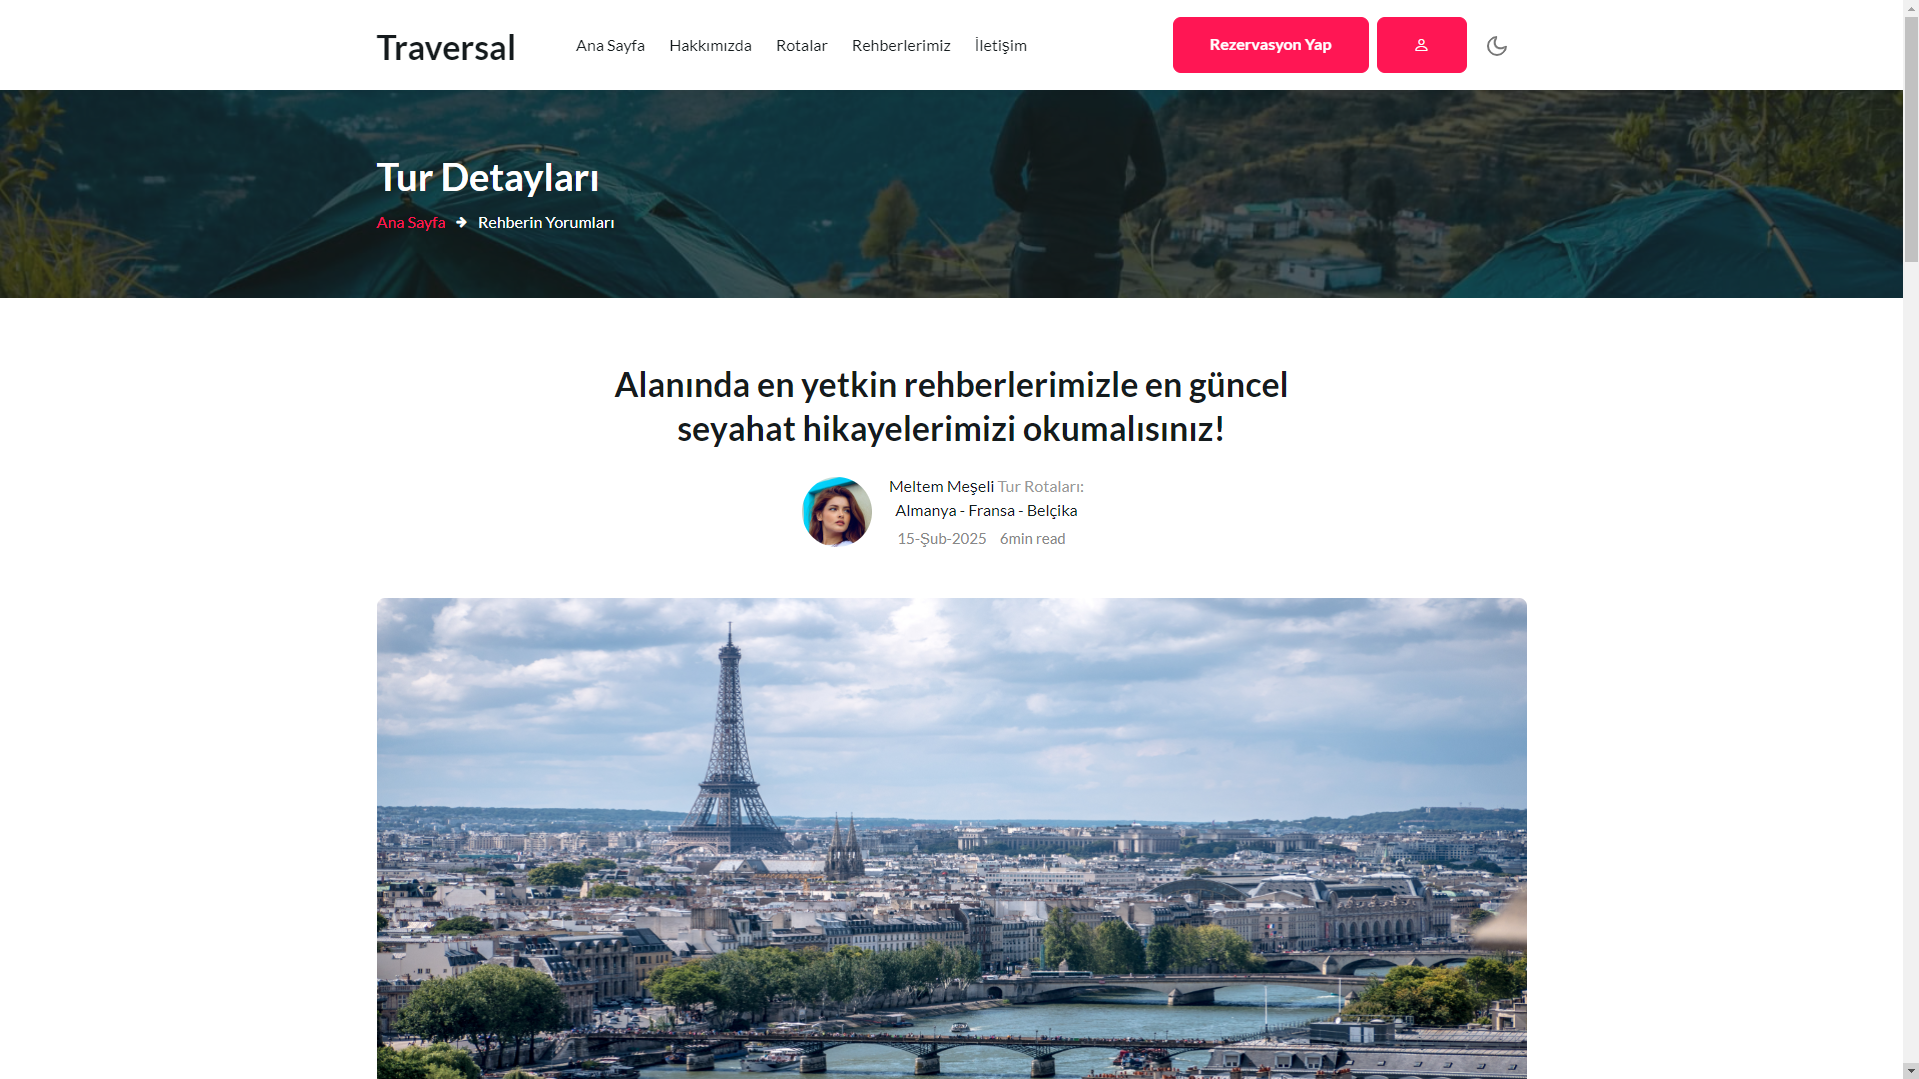 Traversal
Ana Sayfa Hakkımızda Rotalar Rehberlerimiz İletişim
Rezervasyon Yap
Tur Detayları
Ana Sayfa → Rehberin Yorumları
Alanında en yetkin rehberlerimizle en güncel
seyahat hikayelerimizi okumalısınız!
Meltem Meşeli Tur Rotaları:
Almanya - Fransa - Belçika
15-Şub-2025 6min read